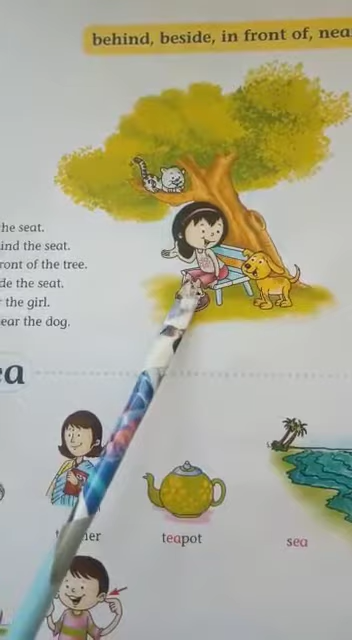 behind, beside, in front of, nea
he seat.
ind the seat.
ront of the tree.
de the seat.
the girl.
ear the dog.
ea
her
teapot
sea